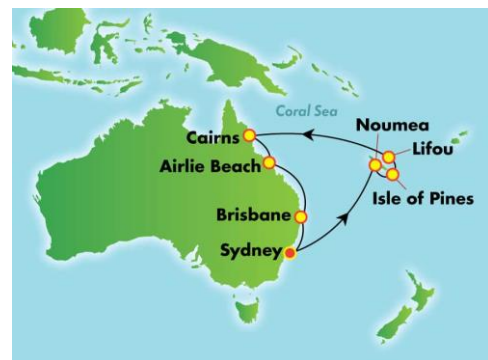 Coral Sea
Noumea
Cairns
Lifou
Airlie Beach
Isle of Pines
Brisbane
Sydney